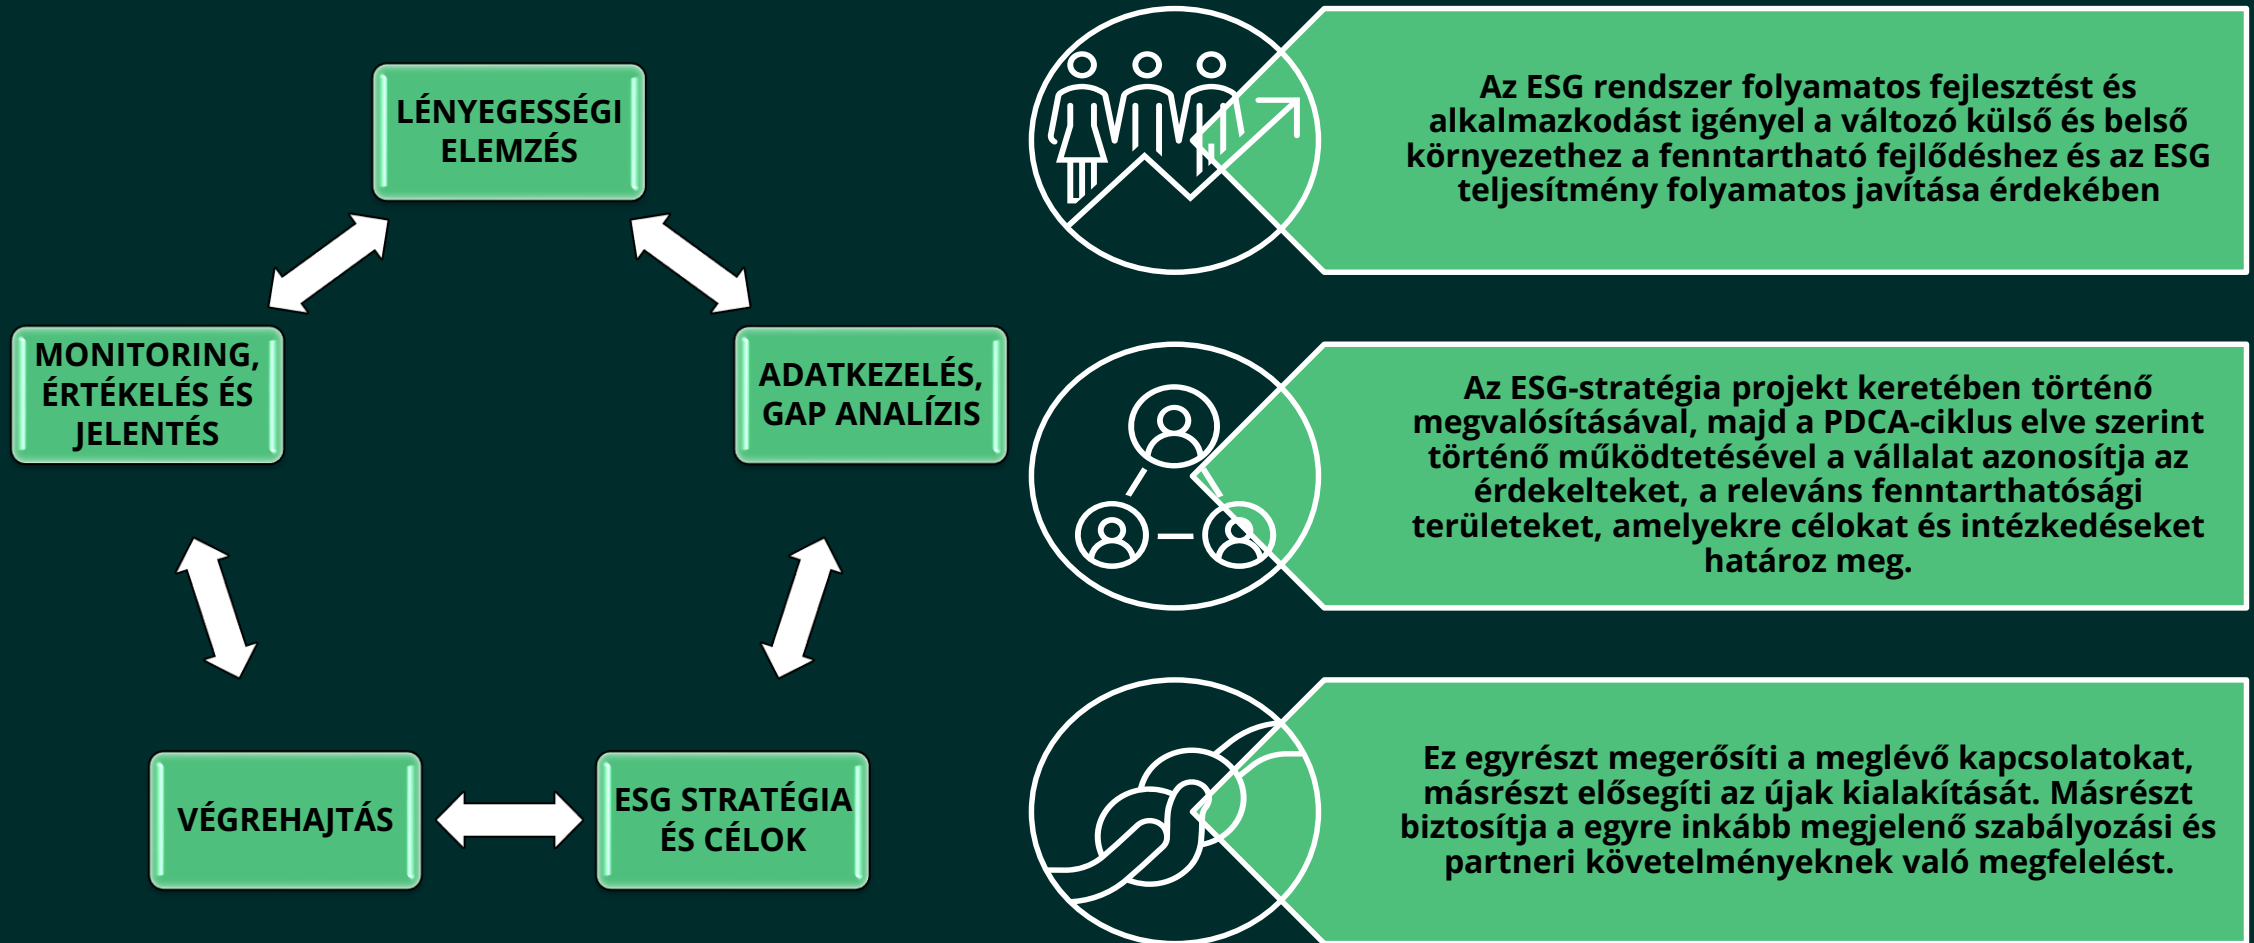 LÉNYEGESSÉGI
ELEMZÉS
MONITORING,
ÉRTÉKELÉS ÉS
JELENTÉS
ADATKEZELÉS,
GAP ANALÍZIS
VÉGREHAJTÁS
ESG STRATÉGIA
ÉS CÉLOK
Az ESG rendszer folyamatos fejlesztést és
alkalmazkodást igényel a változó külső és belső
környezethez a fenntartható fejlődéshez és az ESG
teljesítmény folyamatos javítása érdekében
Az ESG-stratégia projekt keretében történő
megvalósításával, majd a PDCA-ciklus elve szerint
történő működtetésével a vállalat azonosítja az
érdekelteket, a releváns fenntarthatósági
területeket, amelyekre célokat és intézkedéseket
határoz meg.
Ez egyrészt megerősíti a meglévő kapcsolatokat,
másrészt elősegíti az újak kialakítását. Másrészt
biztosítja a egyre inkább megjelenő szabályozási és
partneri követelményeknek való megfelelést.